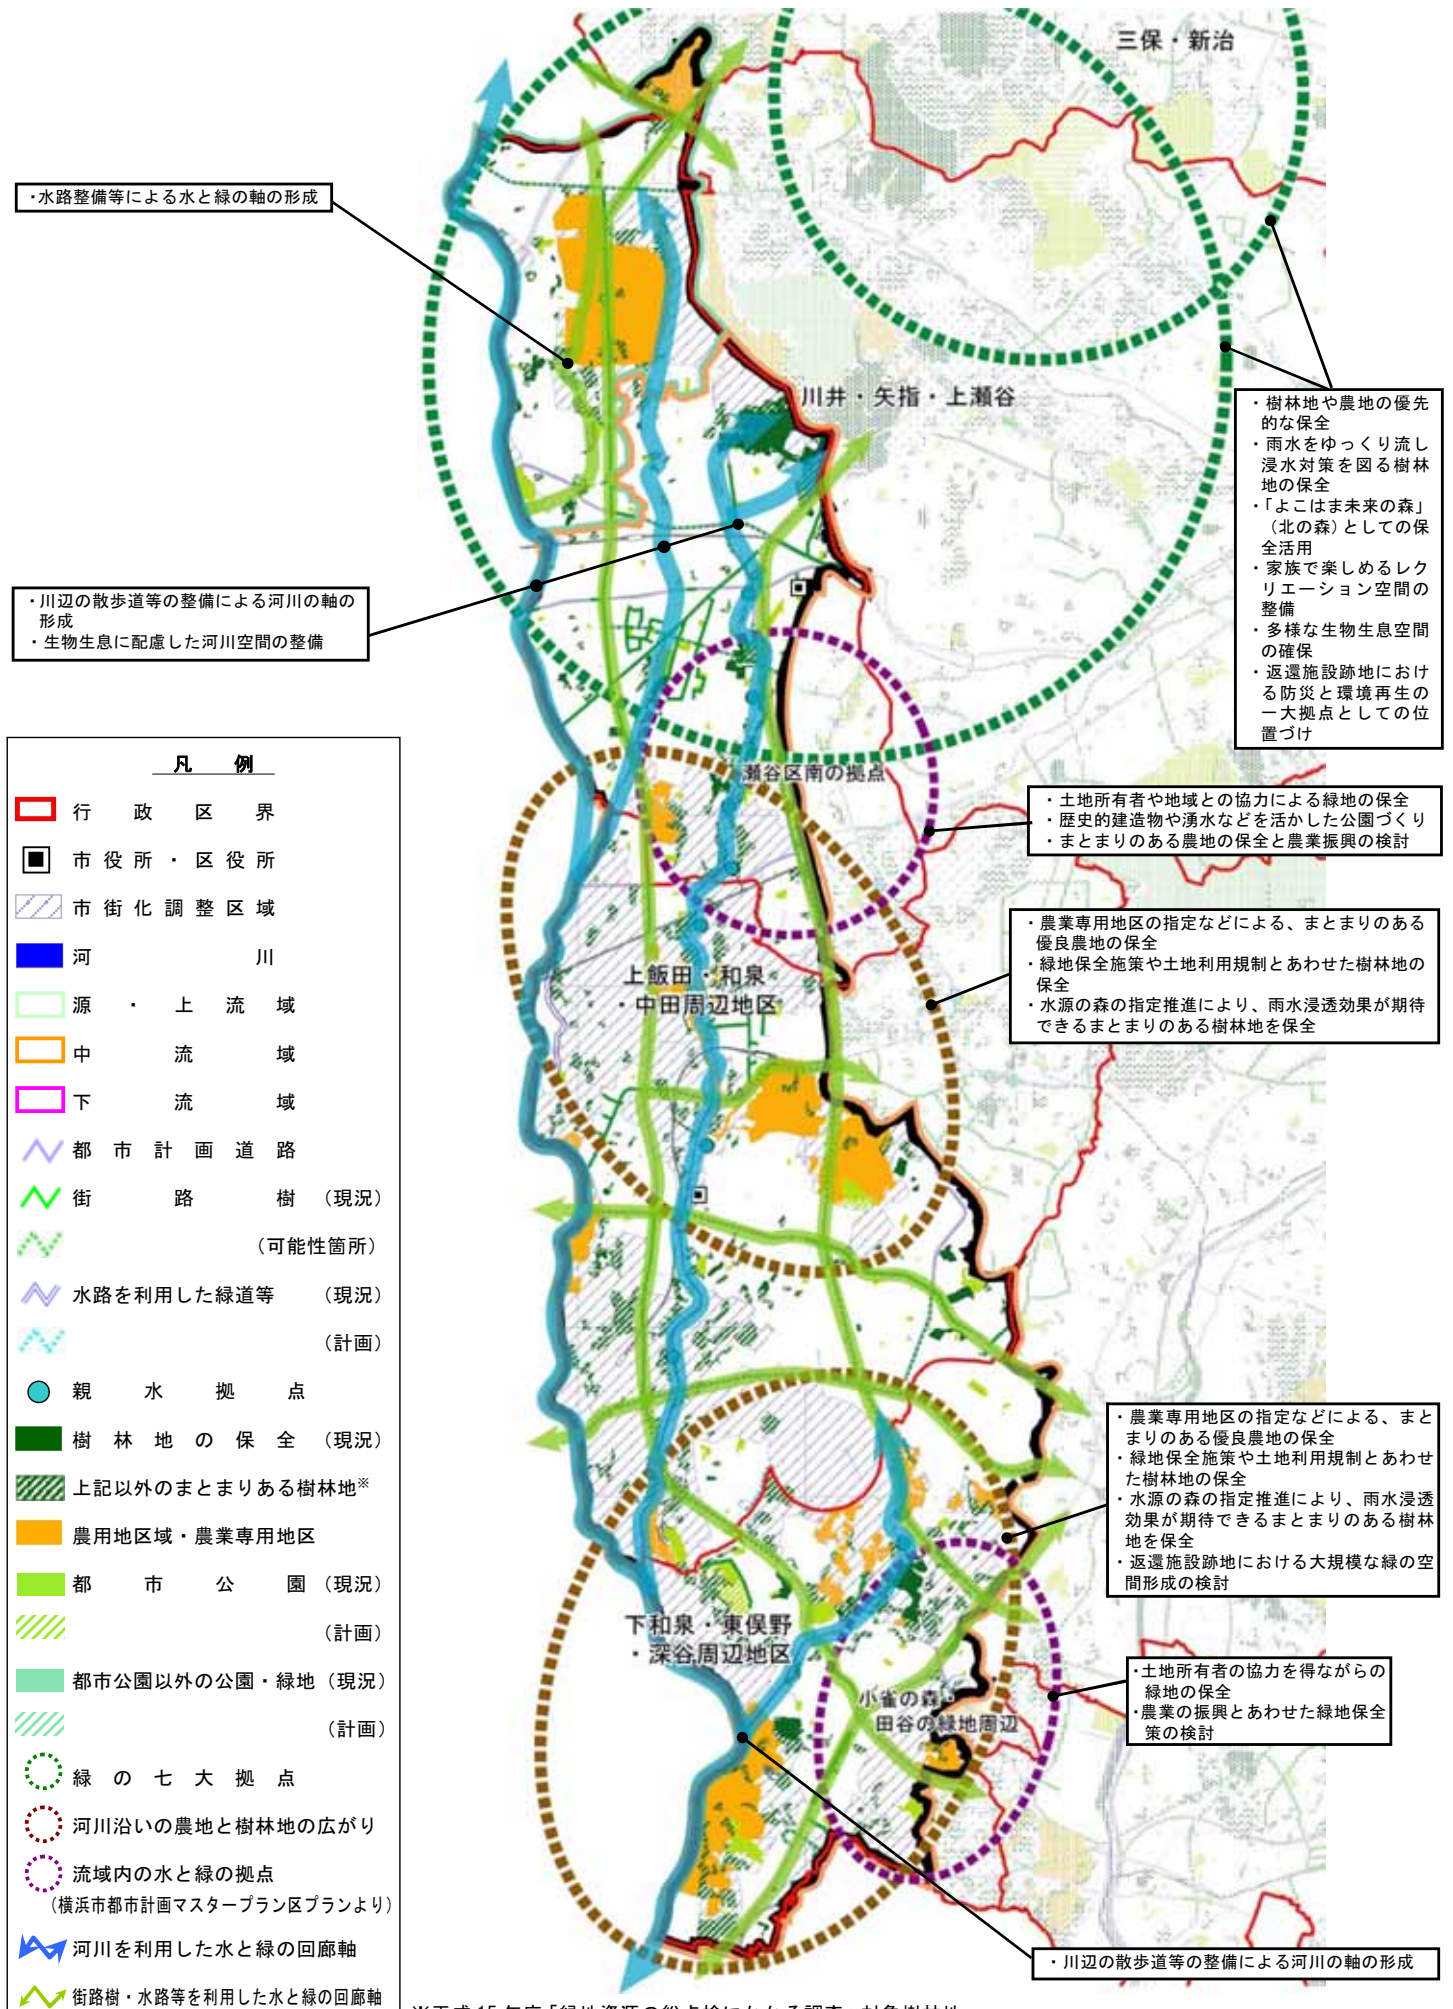 三保・新治
・水路整備等による水と緑の軸の形成
川井・矢指・上瀬谷
・樹林地や農地の優先
的な保全
・雨水をゆっくり流し
浸水対策を図る樹林
地の保全
・「よこはま未来の森」
（北の森）としての保
全活用
・家族で楽しめるレク
リエーション空間の
整備
・多様な生物生息空間
の確保
・返還施設跡地におけ
る防災と環境再生の
一大拠点としての位
置づけ
・川辺の散歩道等の整備による河川の軸の
形成
・生物生息に配慮した河川空間の整備
瀬谷区南の拠点
・土地所有者や地域との協力による緑地の保全
・歴史的建造物や湧水などを活かした公園づくり
・まとまりのある農地の保全と農業振興の検討
・農業専用地区の指定などによる、まとまりのある
優良農地の保全
・緑地保全施策や土地利用規制とあわせた樹林地の
保全
・水源の森の指定推進により、雨水浸透効果が期待
できるまとまりのある樹林地を保全
上飯田・和泉
・中田周辺地区
・農業専用地区の指定などによる、まと
まりのある優良農地の保全
・緑地保全施策や土地利用規制とあわせ
た樹林地の保全
・水源の森の指定推進により、雨水浸透
効果が期待できるまとまりのある樹林
地を保全
・返還施設跡地における大規模な緑の空
間形成の検討
下和泉・東俣野
・深谷周辺地区
小雀の森・
田谷の緑地周辺
・土地所有者の協力を得ながらの
緑地の保全
・農業の振興とあわせた緑地保全
策の検討
・川辺の散歩道等の整備による河川の軸の形成
凡 例
行政区界
市役所・区役所
市街化調整区域
河川
源・上流域
中流域
下流域
都市計画道路
街路樹（現況）
（可能性箇所）
水路を利用した緑道等（現況）
（計画）
親水拠点
樹林地の保全（現況）
上記以外のまとまりある樹林地※
農用地区域・農業専用地区
都市公園（現況）
（計画）
都市公園以外の公園・緑地（現況）
（計画）
緑の七大拠点
河川沿いの農地と樹林地の広がり
流域内の水と緑の拠点
（横浜市都市計画マスタープラン区プランより）
河川を利用した水と緑の回廊軸
街路樹・水路等を利用した水と緑の回廊軸